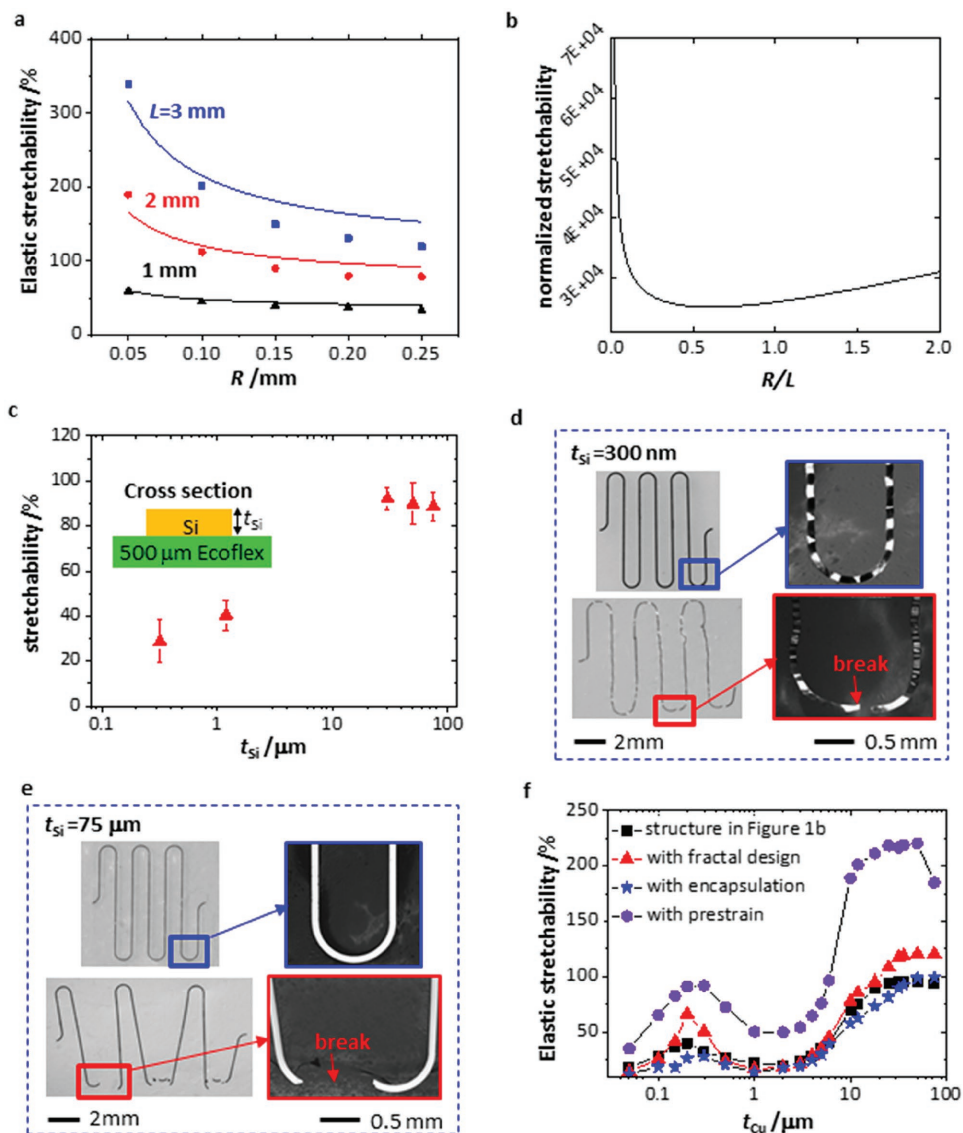 a
Elastic stretchability /%
400
300
200
100
0
L=3 mm
2 mm
1 mm
0.05 0.10 0.15 0.20 0.25
R /mm
b
normalized stretchability
7E+04
6E+04
5E+04
4E+04
3E+04
0.0 0.5 1.0 1.5 2.0
R/L
c
stretchability /%
120
100
80
60
40
20
0
Cross section
Si
tSi
500 μm Ecoflex
0.1 1 10 100
tSi /μm
d
tSi=300 nm
break
2mm
0.5 mm
e
tSi=75 μm
break
2mm
0.5 mm
f
Elastic stretchability /%
250
200
150
100
50
structure in Figure 1b
with fractal design
with encapsulation
with prestrain
0.1 1 10 100
tCu/μm